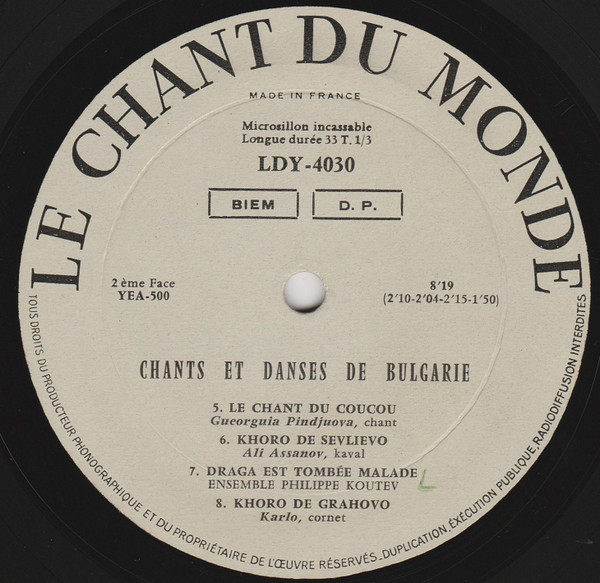 LE CHANT DU MONDE
MADE IN FRANCE
Microsillon incassable
Longue durée 33 T. 1/3
LDY-4030
BIEM D. P.
2ème Face
YEA-500
8'19
(2'10-2'04-2'15-1'50)
CHANTS ET DANSES DE BULGARIE
5. LE CHANT DU COUCOU
Gueorguia Pindjuova, chant
6. KHORO DE SEVLIEVO
Ali Assanov, kaval
7. DRAGA EST TOMBÉE MALADE
ENSEMBLE PHILIPPE KOUTEV
L
8. KHORO DE GRAHOVO
Karlo, cornet
TOUS DROITS DU PRODUCTEUR PHONOGRAPHIQUE ET DU PROPRIÉTAIRE DE L'ŒUVRE RÉSERVÉS-DUPLICATION, EXÉCUTION PUBLIQUE, RADIODIFFUSION INTERDITES